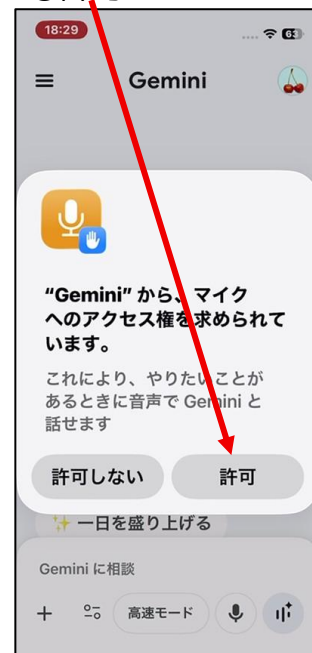 18:29
Gemini
“Gemini” から、マイク
へのアクセス権を求められて
います。
これにより、やりたいことが
あるときに音声で Gemini と
話せます
許可しない
許可
一日を盛り上げる
Gemini に相談
高速モード